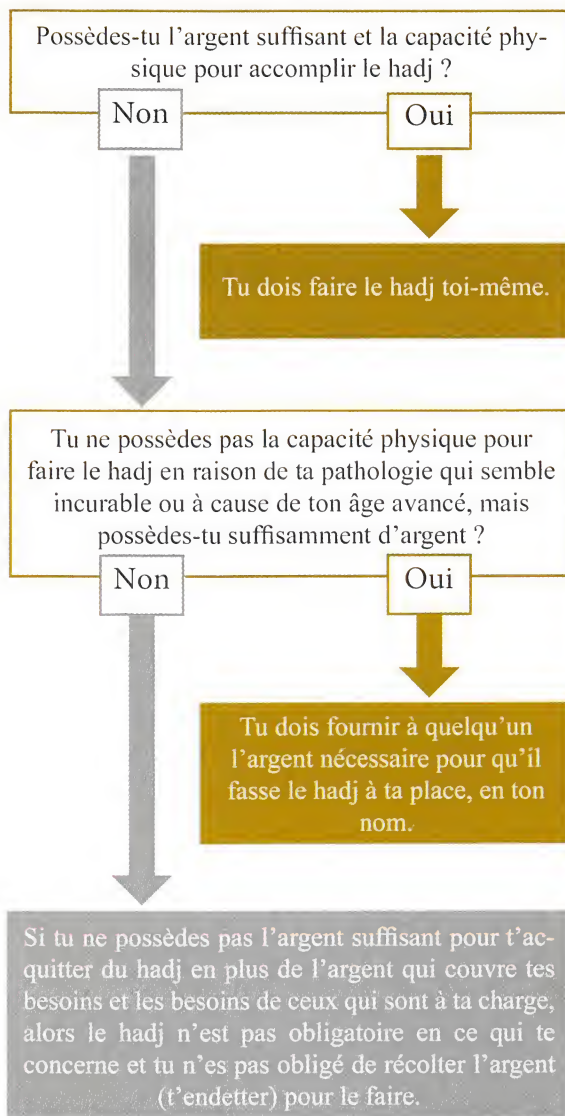 Possèdes-tu l'argent suffisant et la capacité phy-
sique pour accomplir le hadj ?
Non
Oui
Tu dois faire le hadj toi-même.
Tu ne possèdes pas la capacité physique pour
faire le hadj en raison de ta pathologie qui semble
incurable ou à cause de ton âge avancé, mais
possèdes-tu suffisamment d'argent ?
Non
Oui
Tu dois fournir à quelqu'un
l'argent nécessaire pour qu'il
fasse le hadj à ta place, en ton
nom.
Si tu ne possèdes pas l'argent suffisant pour t'ac-
quitter du hadj en plus de l'argent qui couvre tes
besoins et les besoins de ceux qui sont à ta charge,
alors le hadj n'est pas obligatoire en ce qui te
concerne et tu n'es pas obligé de récolter l'argent
(t'endetter) pour le faire.